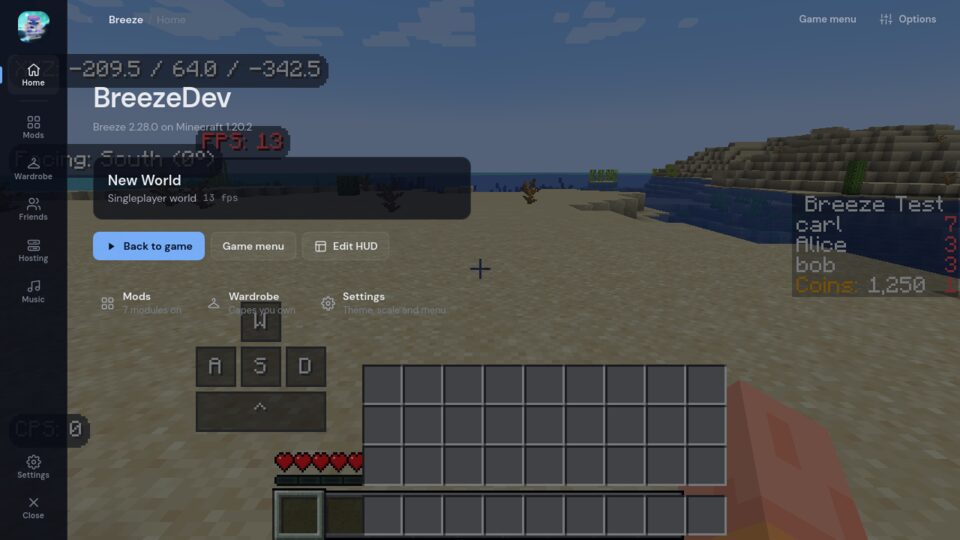 Breeze / Home
Game menu
Options
Home
XYZ: -209.5 / 64.0 / -342.5
BreezeDev
Breeze 2.28.0 on Minecraft 1.20.2
FPS: 13
Mods
Facing: South (0°)
Wardrobe
New World
Singleplayer world 13 fps
Friends
Breeze Test
carl 7
Alice 3
bob 3
Coins: 1,250
Back to game
Game menu
Edit HUD
Hosting
Music
Mods
7 modules on
Wardrobe
Capes you own
Settings
Theme, scale and menu
W
A S D
^
CPS: 0
Settings
Close